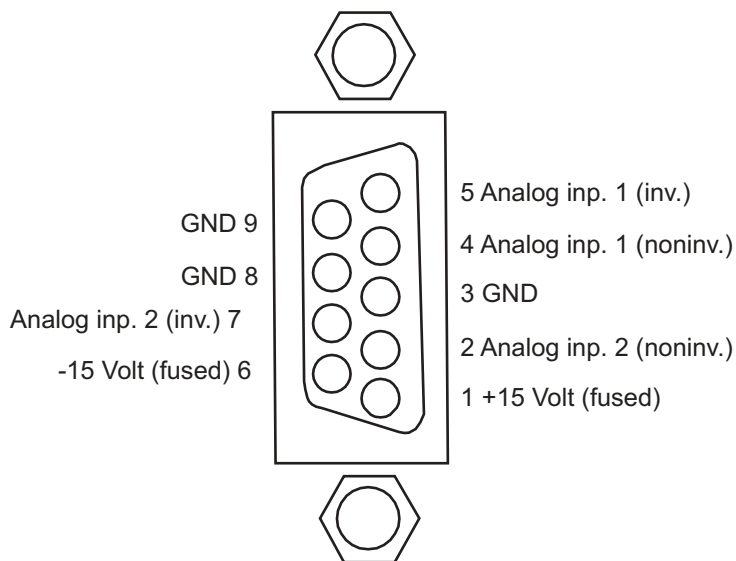 GND 9
GND 8
Analog inp. 2 (inv.) 7
-15 Volt (fused) 6
5 Analog inp. 1 (inv.)
4 Analog inp. 1 (noninv.)
3 GND
2 Analog inp. 2 (noninv.)
1 +15 Volt (fused)